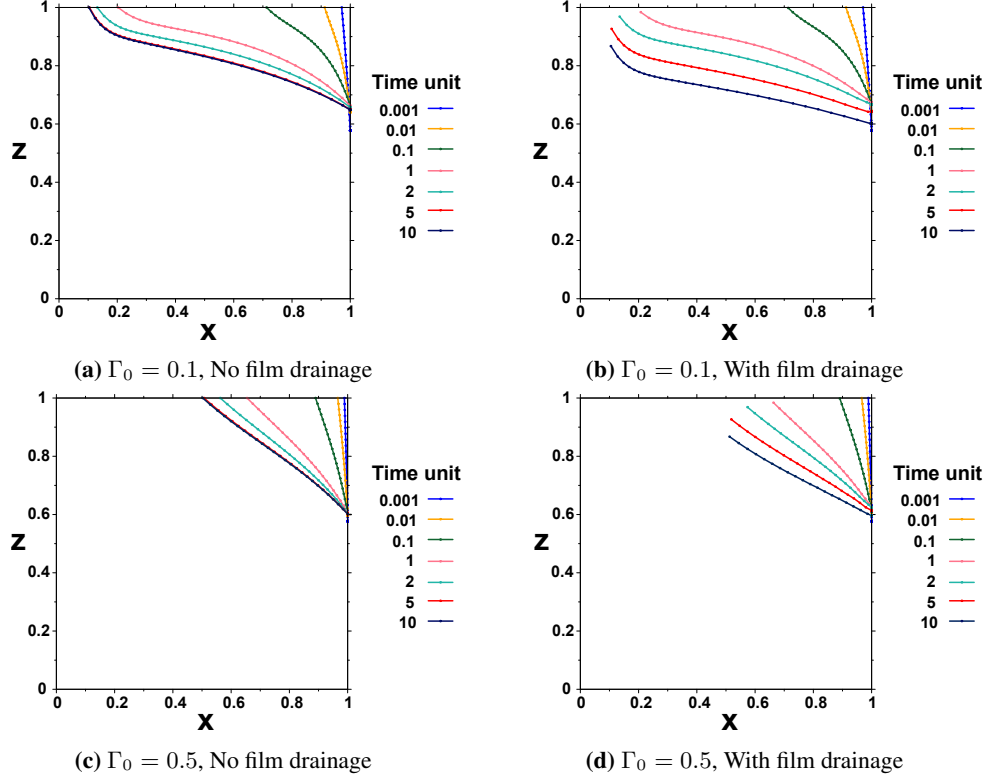 1
0.8
0.6
0.4
0.2
0
0 0.2 0.4 0.6 0.8 1
z
x
Time unit
0.001
0.01
0.1
1
2
5
10
(a) Γ₀ = 0.1, No film drainage
1
0.8
0.6
0.4
0.2
0
0 0.2 0.4 0.6 0.8 1
z
x
Time unit
0.001
0.01
0.1
1
2
5
10
(b) Γ₀ = 0.1, With film drainage
1
0.8
0.6
0.4
0.2
0
0 0.2 0.4 0.6 0.8 1
z
x
Time unit
0.001
0.01
0.1
1
2
5
10
(c) Γ₀ = 0.5, No film drainage
1
0.8
0.6
0.4
0.2
0
0 0.2 0.4 0.6 0.8 1
z
x
Time unit
0.001
0.01
0.1
1
2
5
10
(d) Γ₀ = 0.5, With film drainage